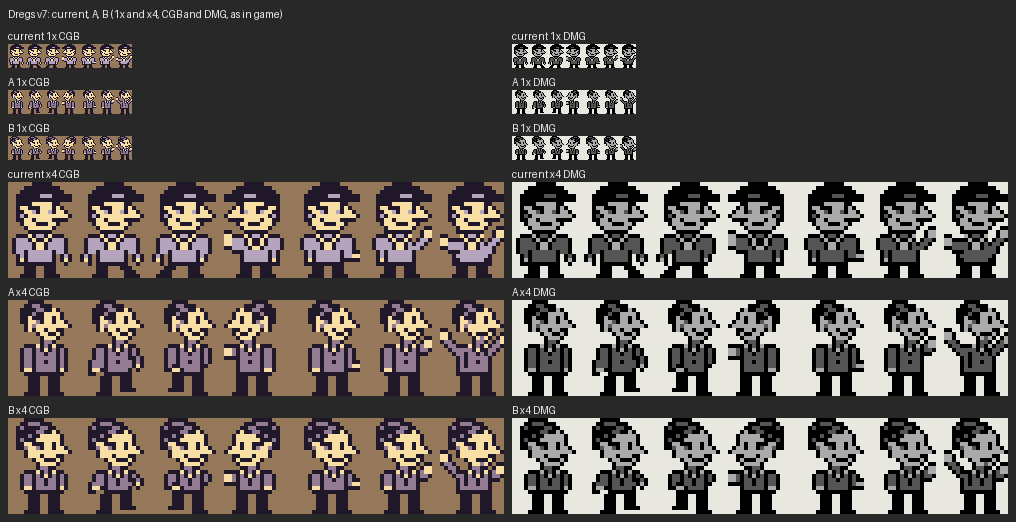 Dregs v7: current, A, B (1x and x4, CGB and DMG, as in game)
current 1x CGB
current 1x DMG
A 1x CGB
A 1x DMG
B 1x CGB
B 1x DMG
current x4 CGB
current x4 DMG
A x4 CGB
A x4 DMG
B x4 CGB
B x4 DMG